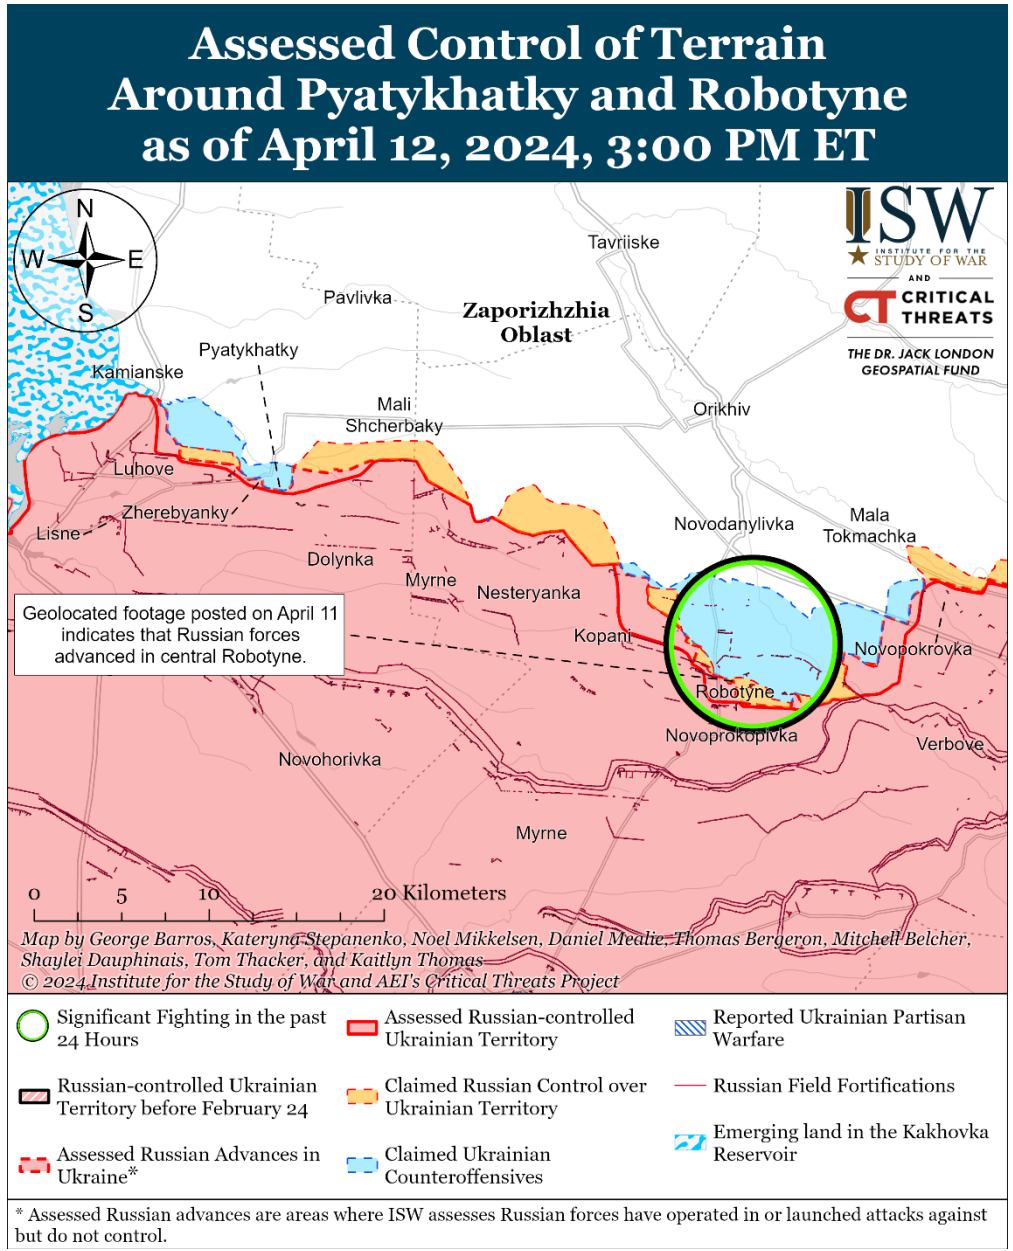 Assessed Control of Terrain
Around Pyatykhatky and Robotyne
as of April 12, 2024, 3:00 PM ET
N
W
E
S
ISW
INSTITUTE FOR THE
STUDY OF WAR
AND
CT CRITICAL
THREATS
THE DR. JACK LONDON
GEOSPATIAL FUND
Tavriiske
Pavlivka
Zaporizhzhia
Oblast
Pyatykhatky
Kamianske
Mali
Shcherbaky
Orikhiv
Luhove
Zherebyanky
Lisne
Novodanylivka
Mala
Tokmachka
Dolynka
Myrne
Nesteryanka
Geolocated footage posted on April 11
indicates that Russian forces
advanced in central Robotyne.
Kopani
Novopokrovka
Robotyne
Novoprokopivka
Verbove
Novohorivka
Myrne
0 5 10 20 Kilometers
Map by George Barros, Kateryna Stepanenko, Noel Mikkelsen, Daniel Mealie, Thomas Bergeron, Mitchell Belcher,
Shaylei Dauphinais, Tom Thacker, and Kaitlyn Thomas
© 2024 Institute for the Study of War and AEI's Critical Threats Project
Significant Fighting in the past
24 Hours
Russian-controlled Ukrainian
Territory before February 24
Assessed Russian Advances in
Ukraine*
Assessed Russian-controlled
Ukrainian Territory
Claimed Russian Control over
Ukrainian Territory
Claimed Ukrainian
Counteroffensives
Reported Ukrainian Partisan
Warfare
Russian Field Fortifications
Emerging land in the Kakhovka
Reservoir
* Assessed Russian advances are areas where ISW assesses Russian forces have operated in or launched attacks against
but do not control.